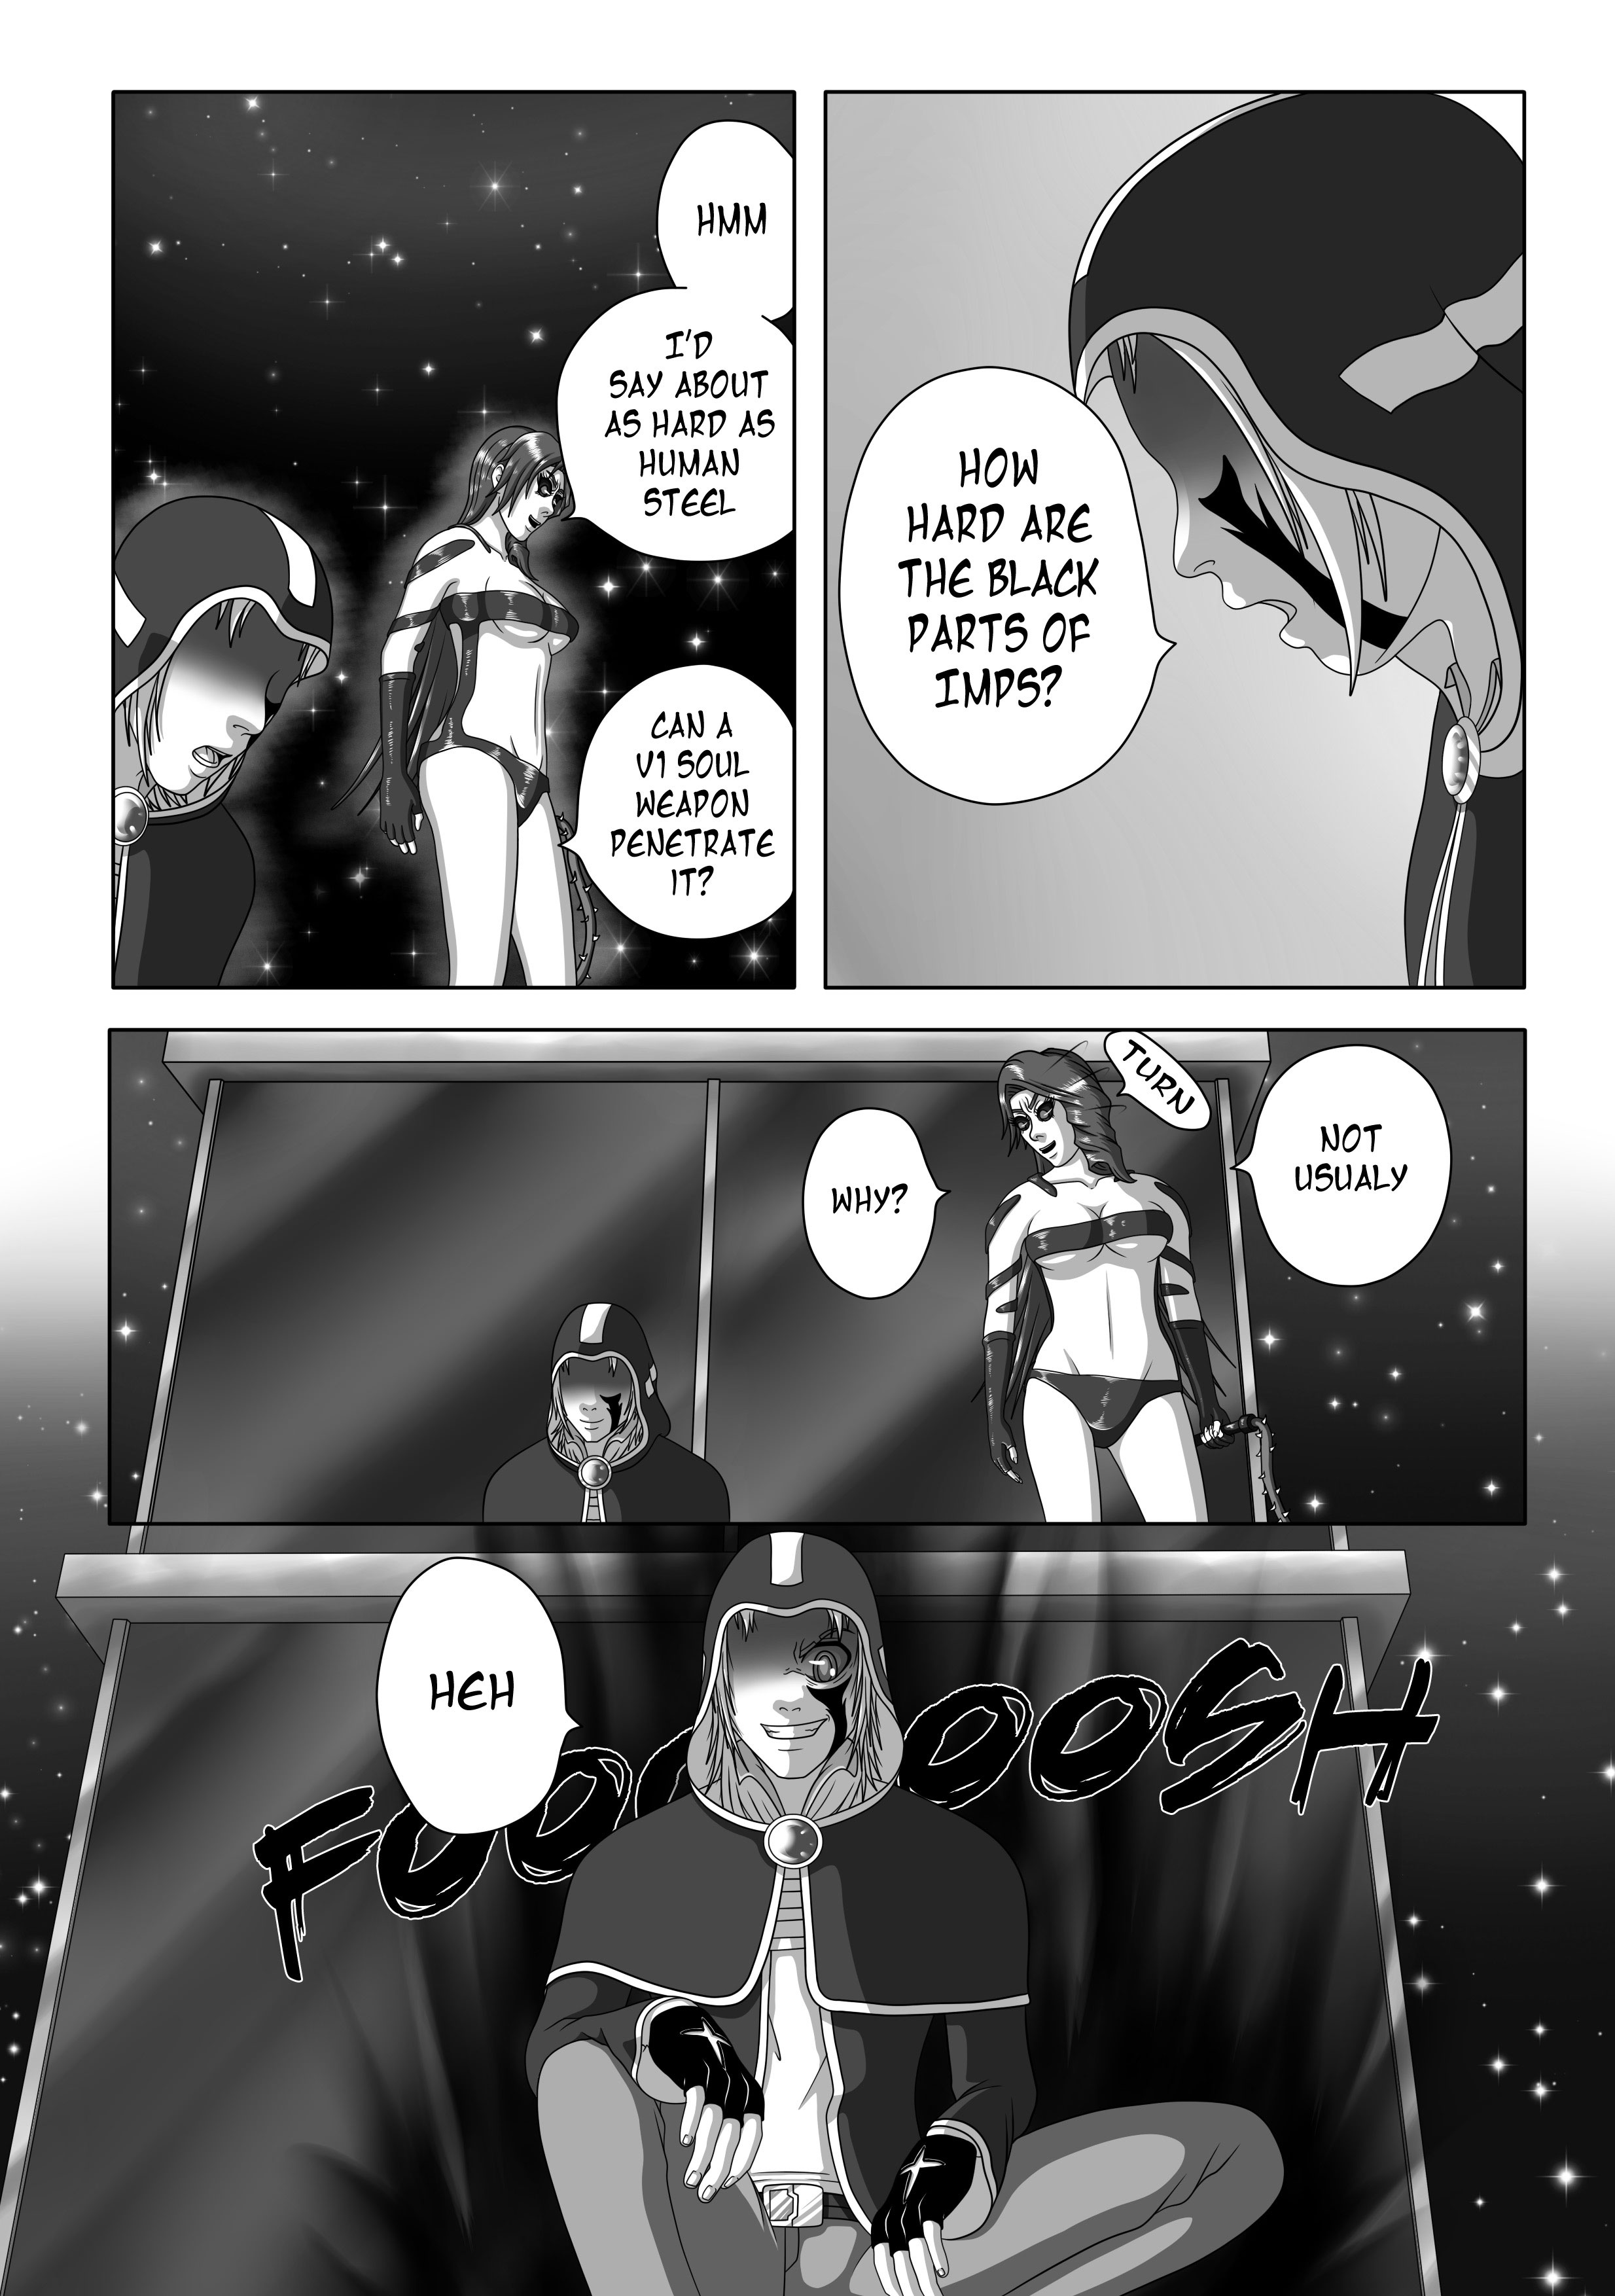 HOW
HARD ARE
THE BLACK
PARTS OF
IMPS?
HMM
I'D
SAY ABOUT
AS HARD AS
HUMAN
STEEL
CAN A
V1 SOUL
WEAPON
PENETRATE
IT?
NOT
USUALY
TURN
WHY?
HEH
FOOOOOOSH